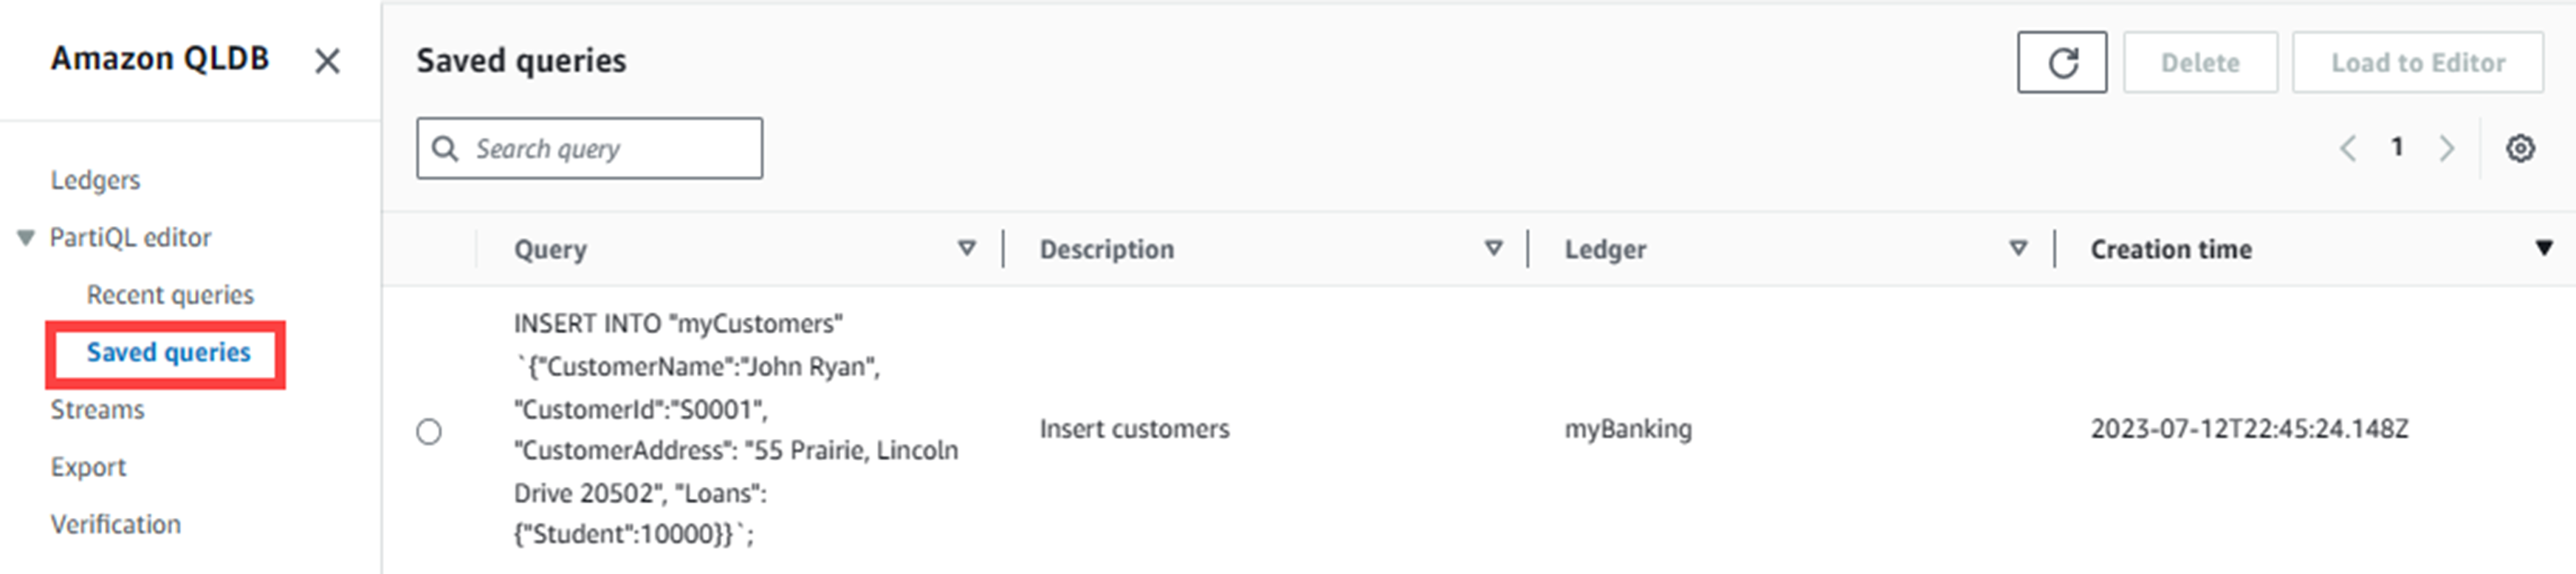 Amazon QLDB
Ledgers
PartiQL editor
Recent queries
Saved queries
Streams
Export
Verification
Saved queries
Delete
Load to Editor
Search query
1
Query
Description
Ledger
Creation time
INSERT INTO "myCustomers"
`{"CustomerName":"John Ryan",
"CustomerId":"S0001",
"CustomerAddress": "55 Prairie, Lincoln
Drive 20502", "Loans":
{"Student":10000}}`;
Insert customers
myBanking
2023-07-12T22:45:24.148Z